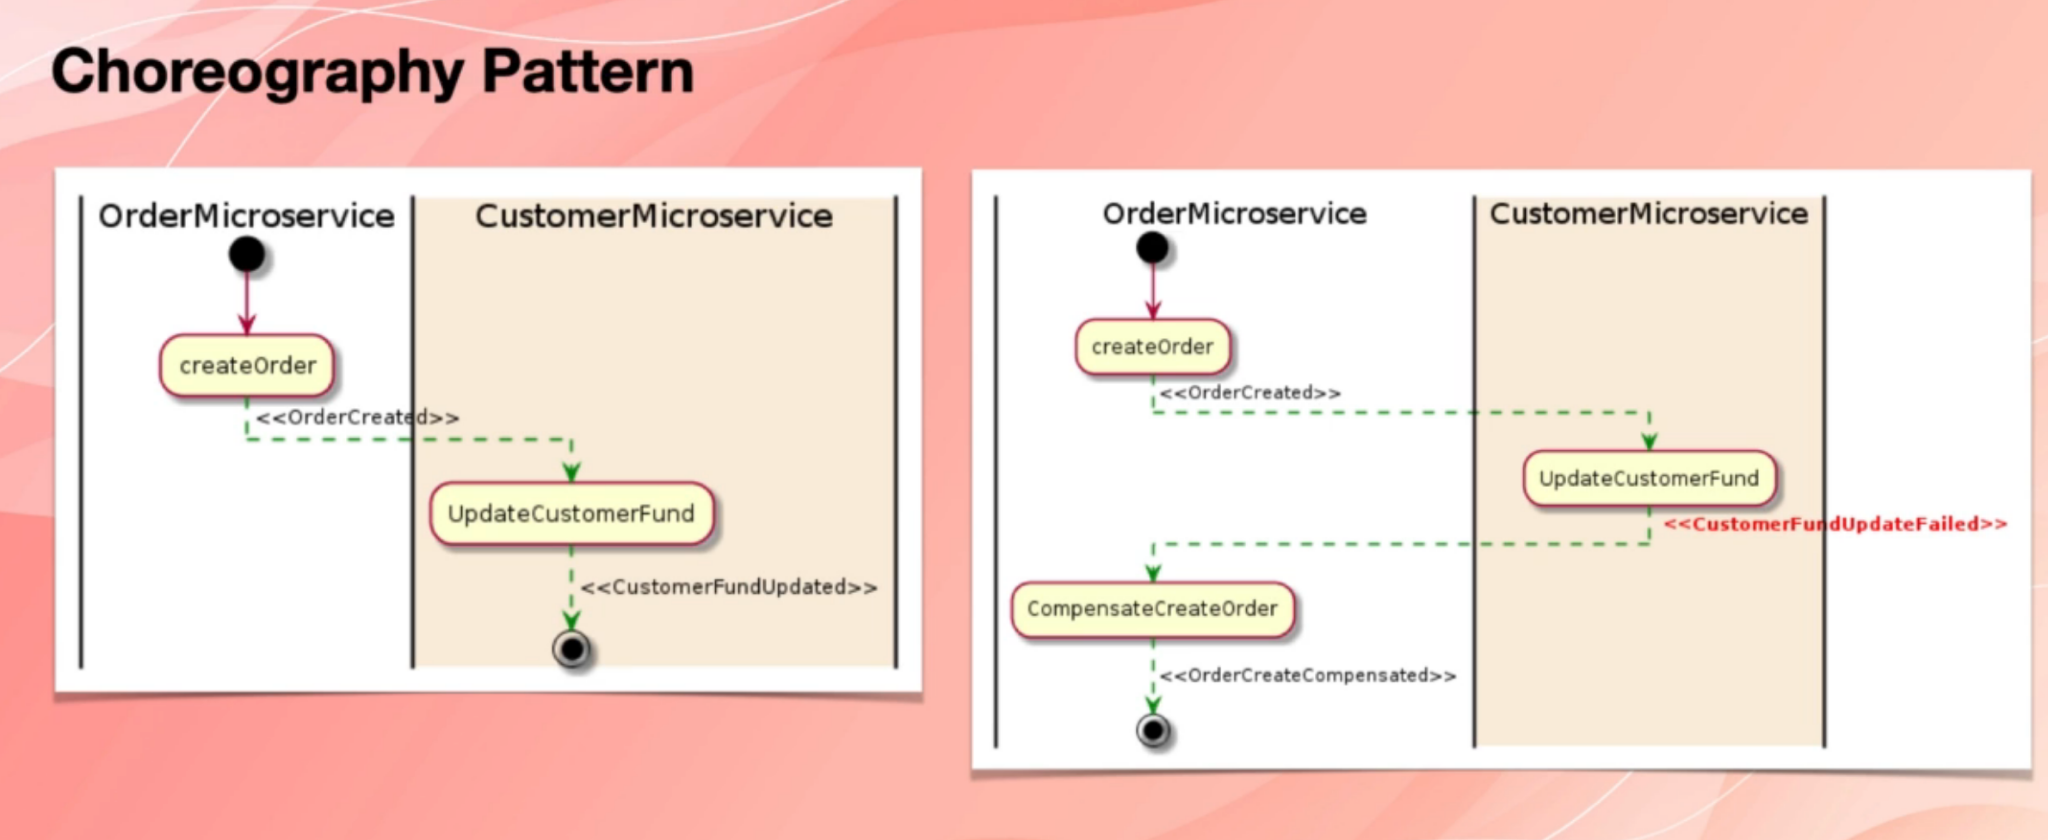 Choreography Pattern
OrderMicroservice
CustomerMicroservice
createOrder
<<OrderCreated>>
UpdateCustomerFund
<<CustomerFundUpdated>>
OrderMicroservice
CustomerMicroservice
createOrder
<<OrderCreated>>
UpdateCustomerFund
<<CustomerFundUpdateFailed>>
CompensateCreateOrder
<<OrderCreateCompensated>>